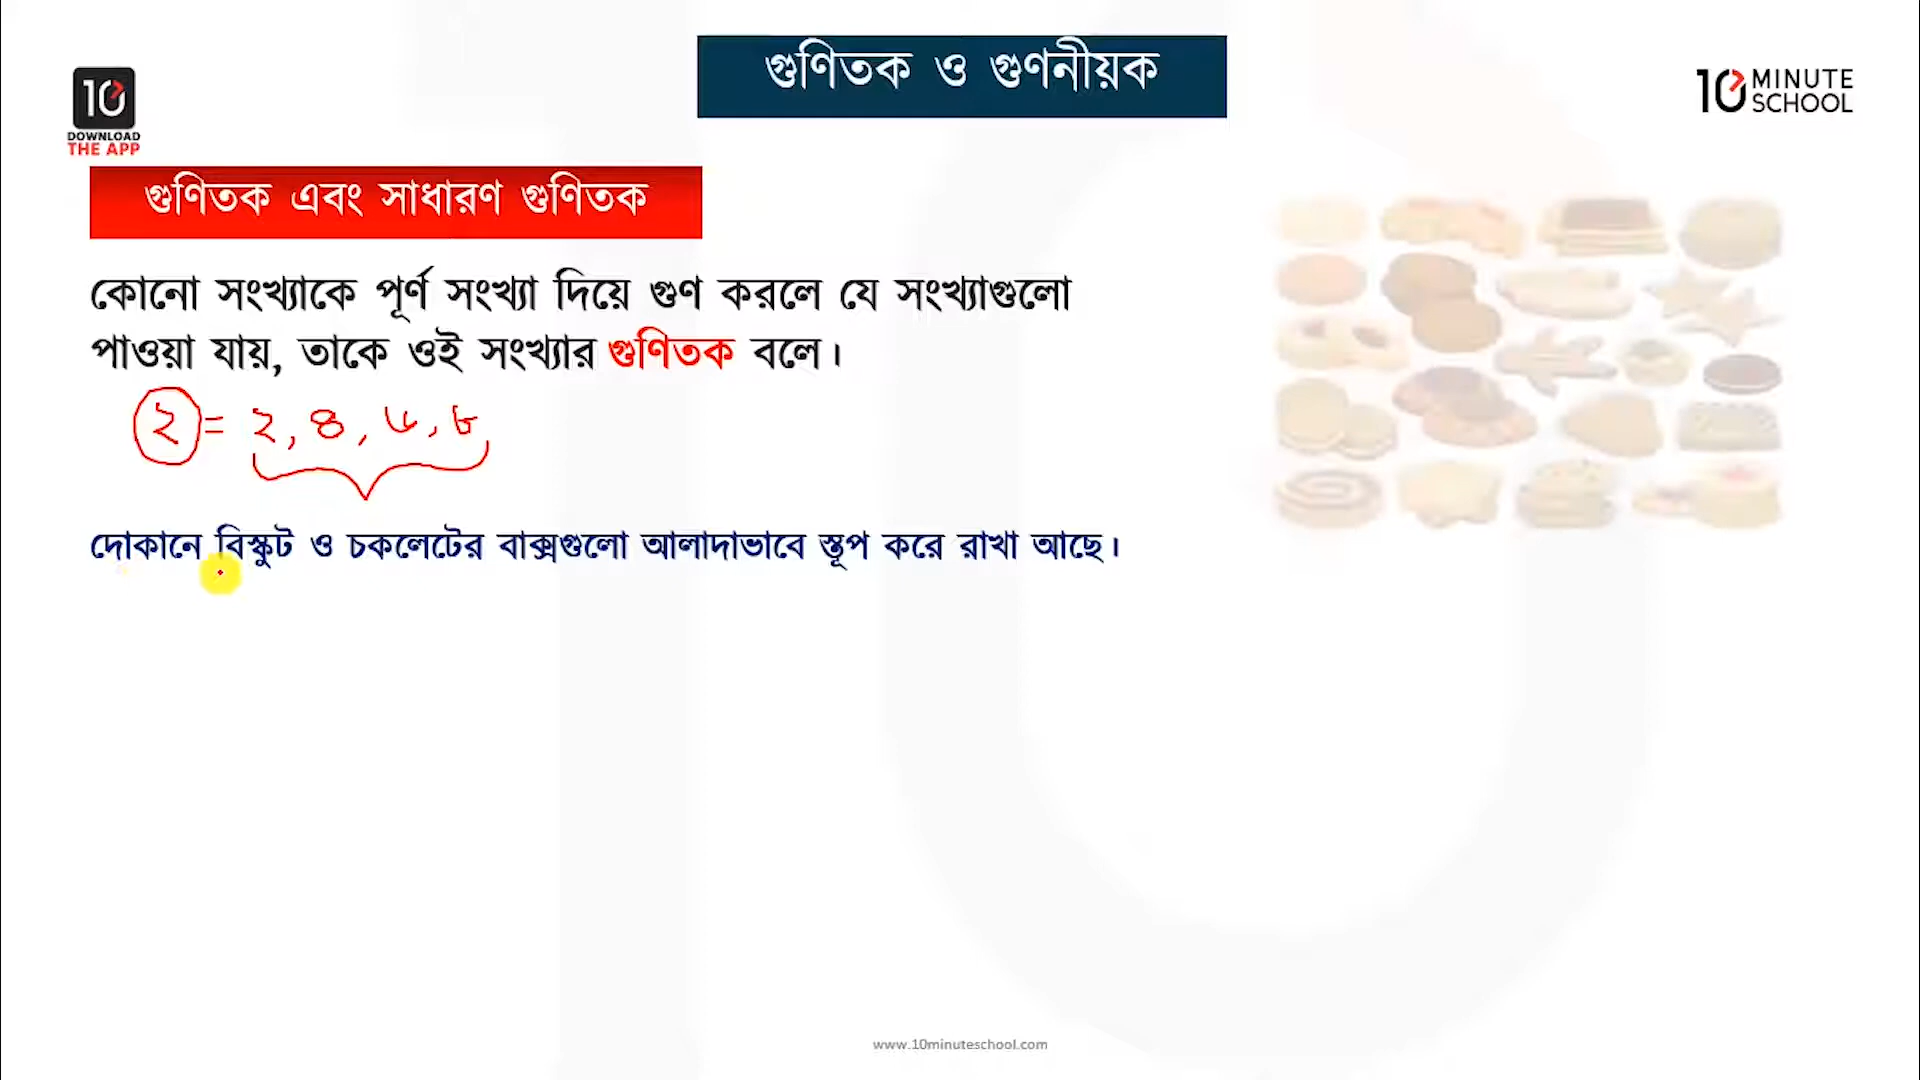 গুণিতক ও গুণনীয়ক
10 MINUTE SCHOOL
10
DOWNLOAD
THE APP
গুণিতক এবং সাধারণ গুণিতক
কোনো সংখ্যাকে পূর্ণ সংখ্যা দিয়ে গুণ করলে যে সংখ্যাগুলো
পাওয়া যায়, তাকে ওই সংখ্যার গুণিতক বলে।
২ = ২, ৪, ৬, ৮
দোকানে বিস্কুট ও চকলেটের বাক্সগুলো আলাদাভাবে স্তূপ করে রাখা আছে।
www.10minuteschool.com